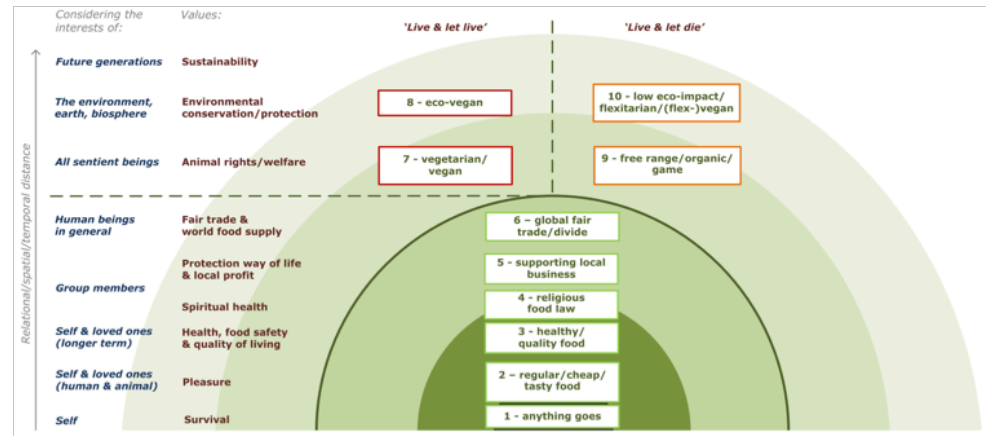 Considering the
interests of:
Values:
'Live & let live'
'Live & let die'
Future generations
Sustainability
The environment,
earth, biosphere
Environmental
conservation/protection
8 - eco-vegan
10 - low eco-impact/
flexitarian/(flex-)vegan
All sentient beings
Animal rights/welfare
7 - vegetarian/
vegan
9 - free range/organic/
game
Human beings
in general
Fair trade &
world food supply
6 – global fair
trade/divide
Protection way of life
& local profit
5 - supporting local
business
Group members
Spiritual health
4 - religious
food law
Self & loved ones
(longer term)
Health, food safety
& quality of living
3 - healthy/
quality food
Self & loved ones
(human & animal)
Pleasure
2 – regular/cheap/
tasty food
Self
Survival
1 - anything goes
Relational/spatial/temporal distance